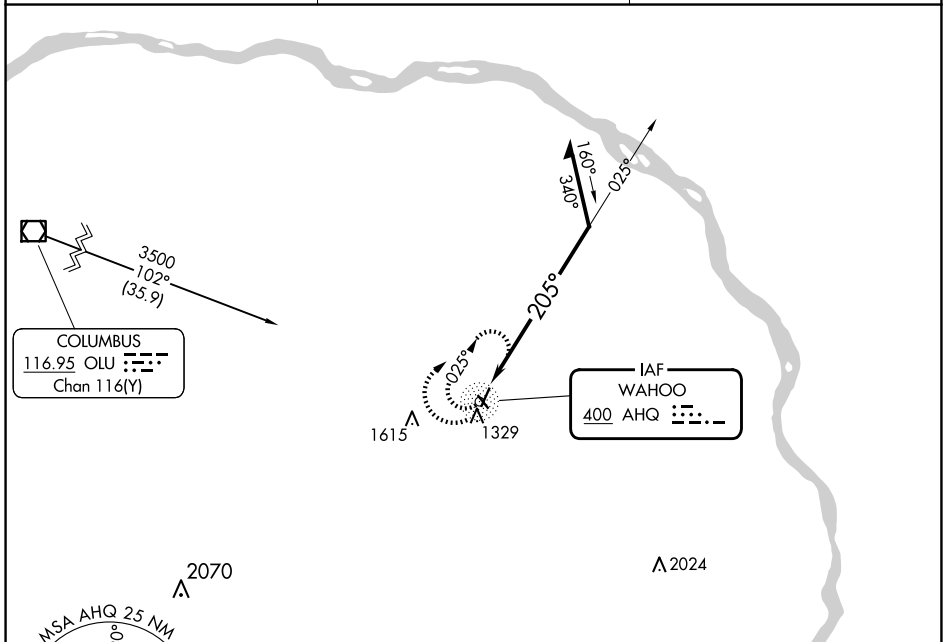 160°
340°
025°
3500
102°
(35.9)
205°
COLUMBUS
116.95 OLU
Chan 116(Y)
025°
IAF
WAHOO
400 AHQ
1615
1329
2070
2024
MSA AHQ 25 NM